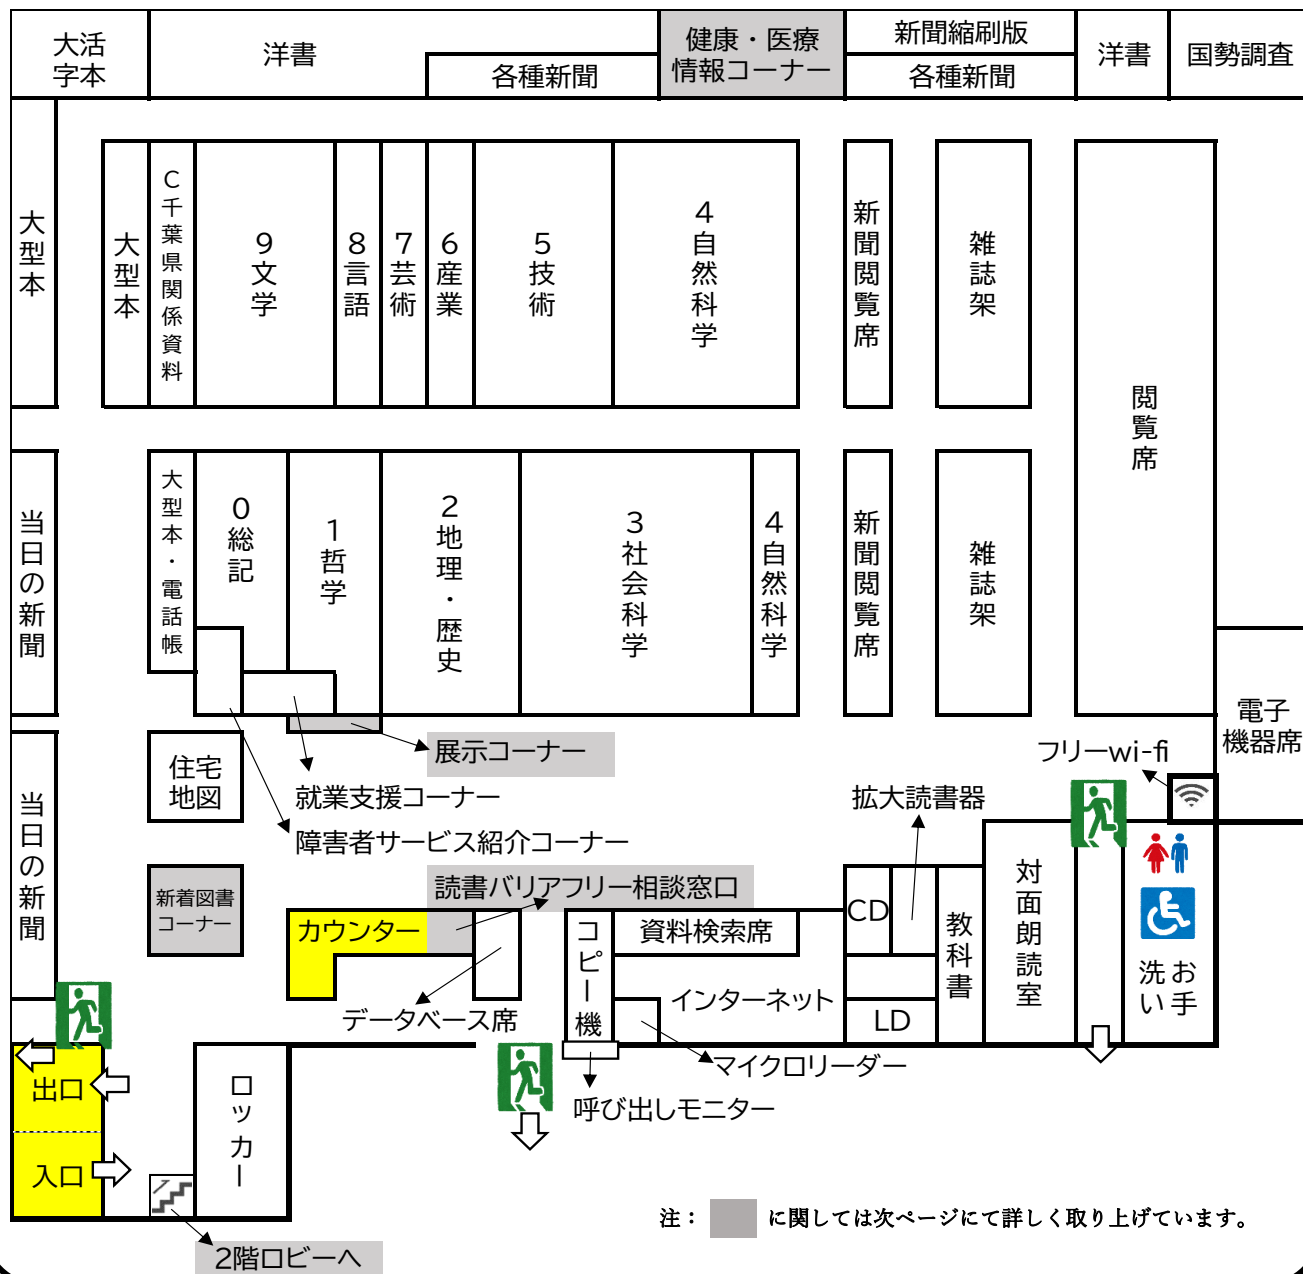 大活
字本
洋書
各種新聞
健康・医療
情報コーナー
新聞縮刷版
各種新聞
洋書
国勢調査
大型本
大型本
C千葉県関係資料
9文学
8言語
7芸術
6産業
5技術
4自然科学
新聞閲覧席
雑誌架
閲覧席
当日の新聞
大型本・電話帳
0総記
1哲学
2地理・歴史
3社会科学
4自然科学
新聞閲覧席
雑誌架
電子
機器席
当日の新聞
住宅
地図
展示コーナー
就業支援コーナー
障害者サービス紹介コーナー
フリーwi-fi
拡大読書器
新着図書
コーナー
読書バリアフリー相談窓口
カウンター
データベース席
コピー機
資料検索席
インターネット
マイクロリーダー
呼び出しモニター
CD
LD
教科書
対面朗読室
お手
洗い
出口
入口
ロッカー
2階ロビーへ
注： に関しては次ページにて詳しく取り上げています。